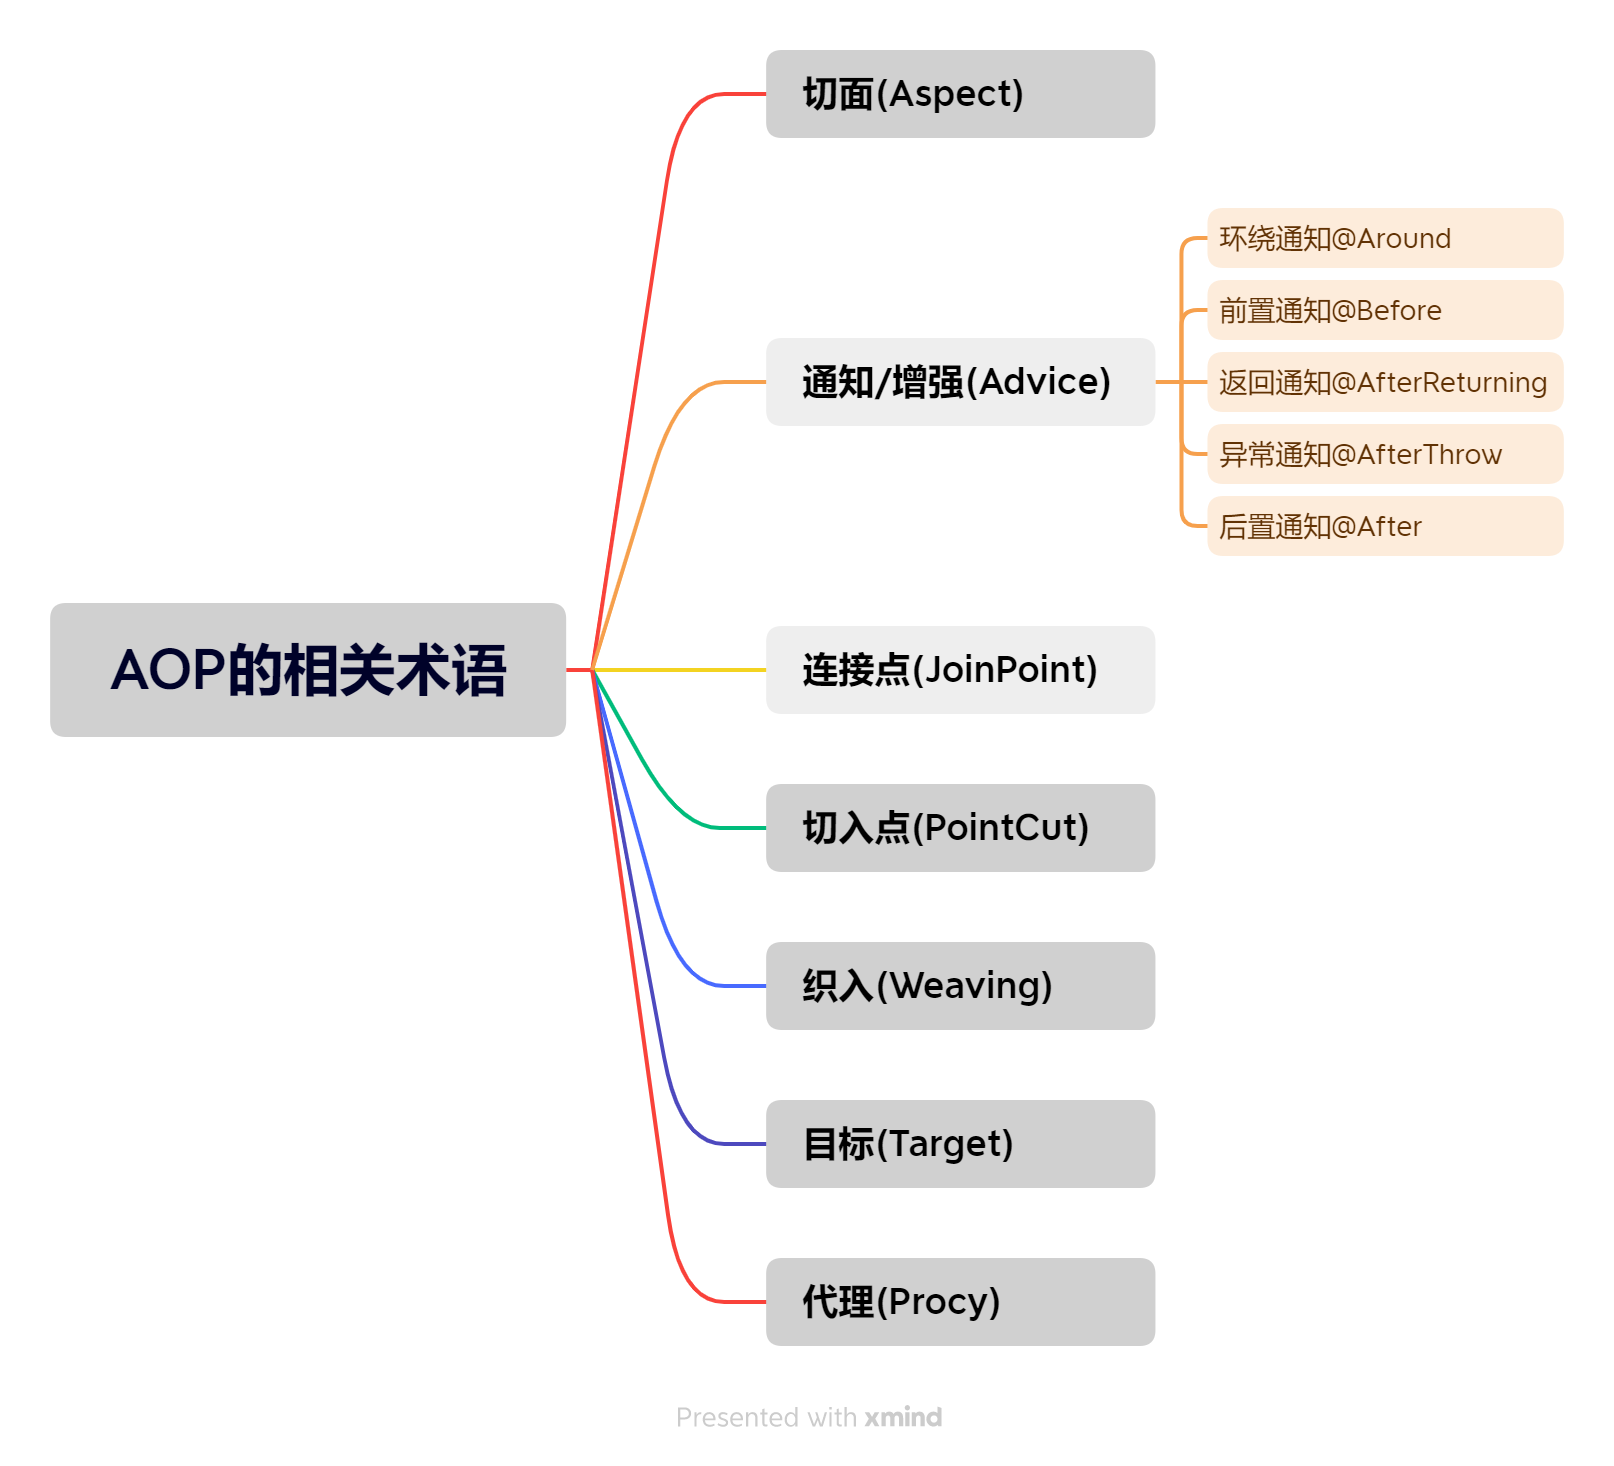 AOP的相关术语
切面(Aspect)
通知/增强(Advice)
环绕通知@Around
前置通知@Before
返回通知@AfterReturning
异常通知@AfterThrow
后置通知@After
连接点(JoinPoint)
切入点(PointCut)
织入(Weaving)
目标(Target)
代理(Procy)
Presented with xmind